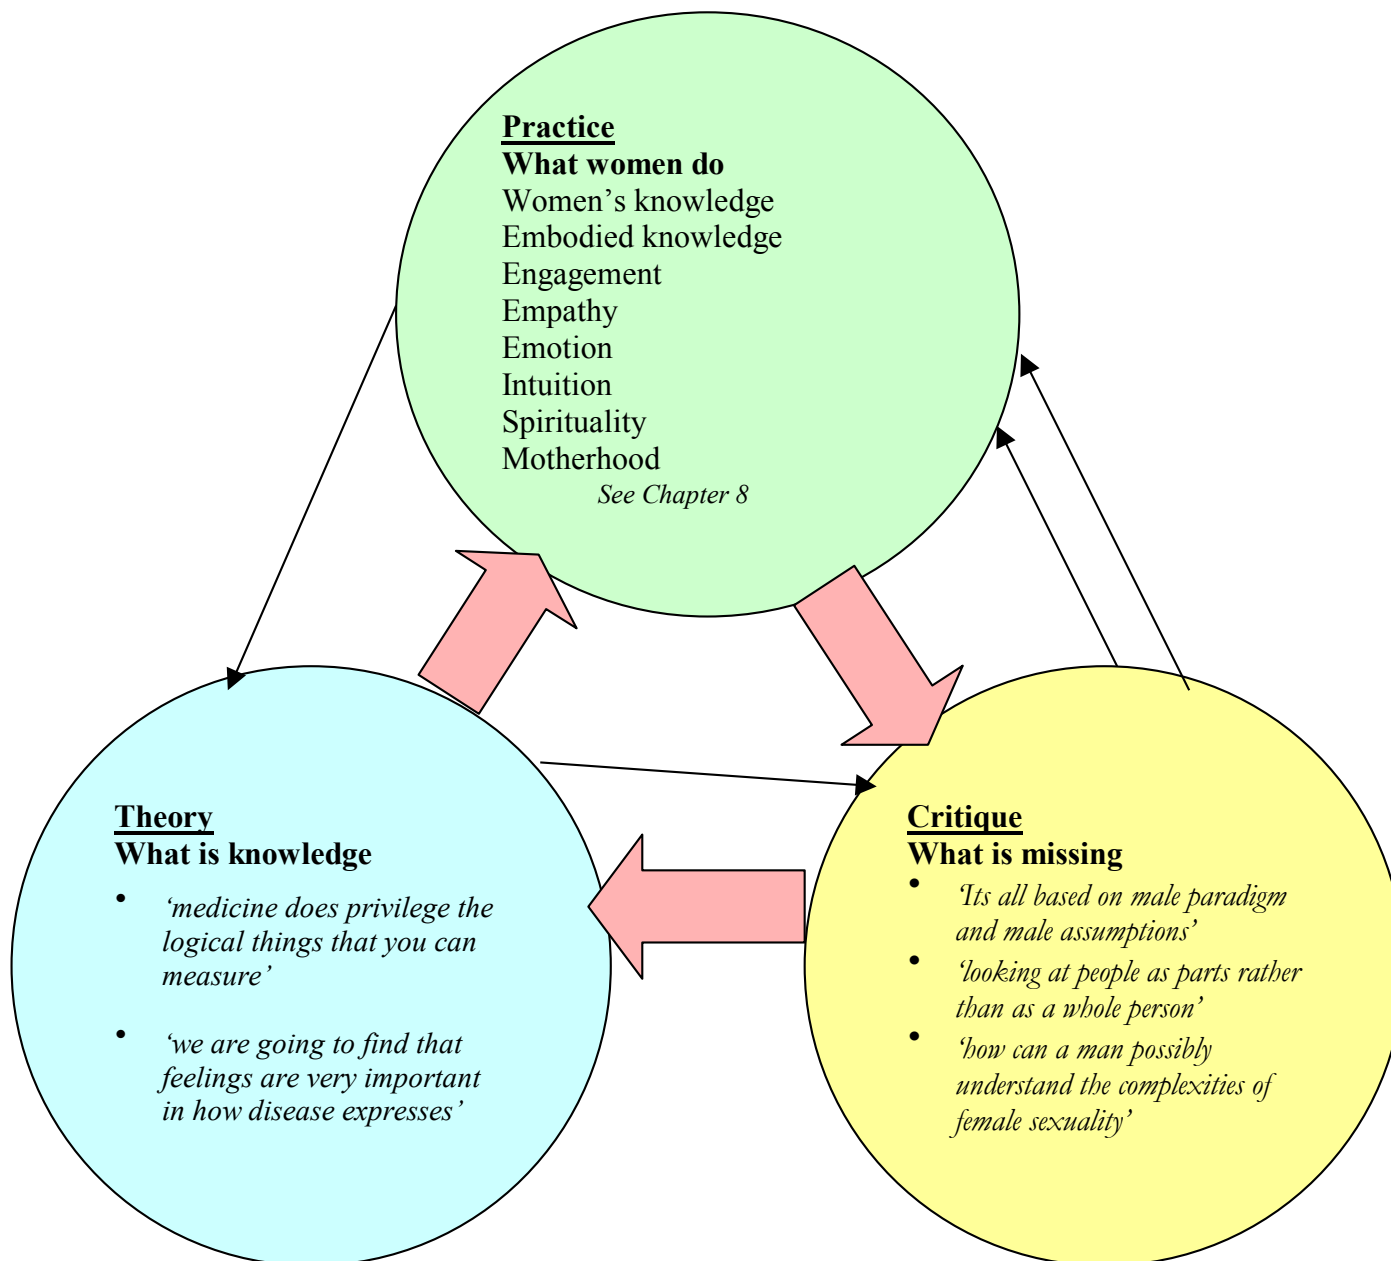 Practice
What women do
Women’s knowledge
Embodied knowledge
Engagement
Empathy
Emotion
Intuition
Spirituality
Motherhood
See Chapter 8
Theory
What is knowledge
• ‘medicine does privilege the
logical things that you can
measure’
• ‘we are going to find that
feelings are very important
in how disease expresses’
Critique
What is missing
• ‘Its all based on male paradigm
and male assumptions’
• ‘looking at people as parts rather
than as a whole person’
• ‘how can a man possibly
understand the complexities of
female sexuality’